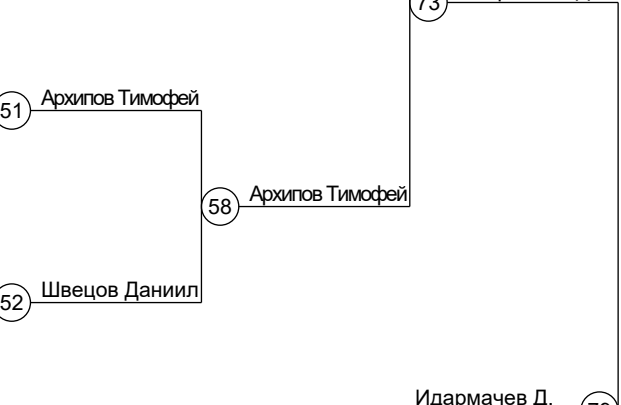 73
51 Архипов Тимофей
58 Архипов Тимофей
52 Швецов Даниил
Идармачев Д.